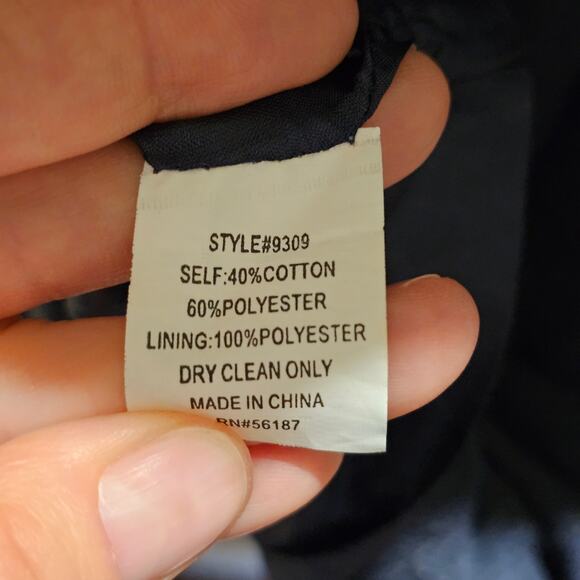 STYLE#9309
SELF:40%COTTON
60%POLYESTER
LINING:100%POLYESTER
DRY CLEAN ONLY
MADE IN CHINA
RN#56187